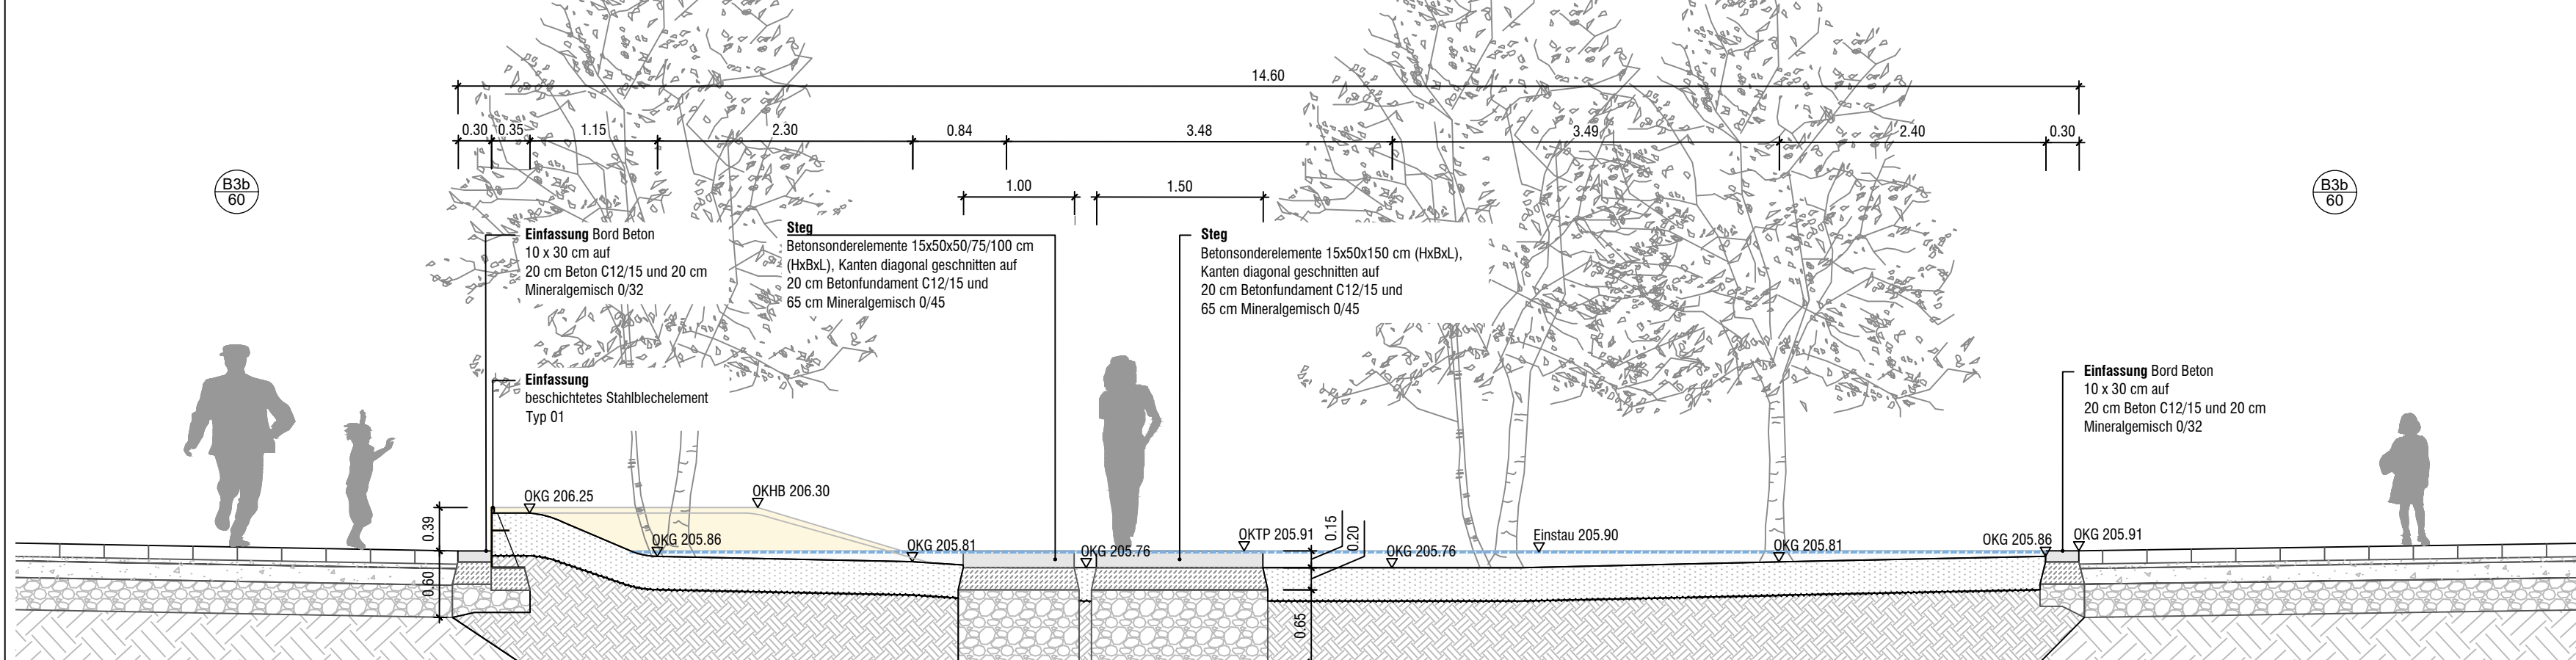 14.60
0.30 0.35 1.15 2.30 0.84 3.48 3.49 2.40 0.30
1.00 1.50
B3b
60
B3b
60
Einfassung Bord Beton
10 x 30 cm auf
20 cm Beton C12/15 und 20 cm
Mineralgemisch 0/32
Steg
Betonsonderelemente 15x50x50/75/100 cm
(HxBxL), Kanten diagonal geschnitten auf
20 cm Betonfundament C12/15 und
65 cm Mineralgemisch 0/45
Steg
Betonsonderelemente 15x50x150 cm (HxBxL),
Kanten diagonal geschnitten auf
20 cm Betonfundament C12/15 und
65 cm Mineralgemisch 0/45
Einfassung
beschichtetes Stahlblechelement
Typ 01
Einfassung Bord Beton
10 x 30 cm auf
20 cm Beton C12/15 und 20 cm
Mineralgemisch 0/32
OKG 206.25
OKHB 206.30
0.39
0.60
OKG 205.86
OKG 205.81
OKG 205.76
OKTP 205.91
0.15
0.20
0.65
OKG 205.76
Einstau 205.90
OKG 205.81
OKG 205.86
OKG 205.91